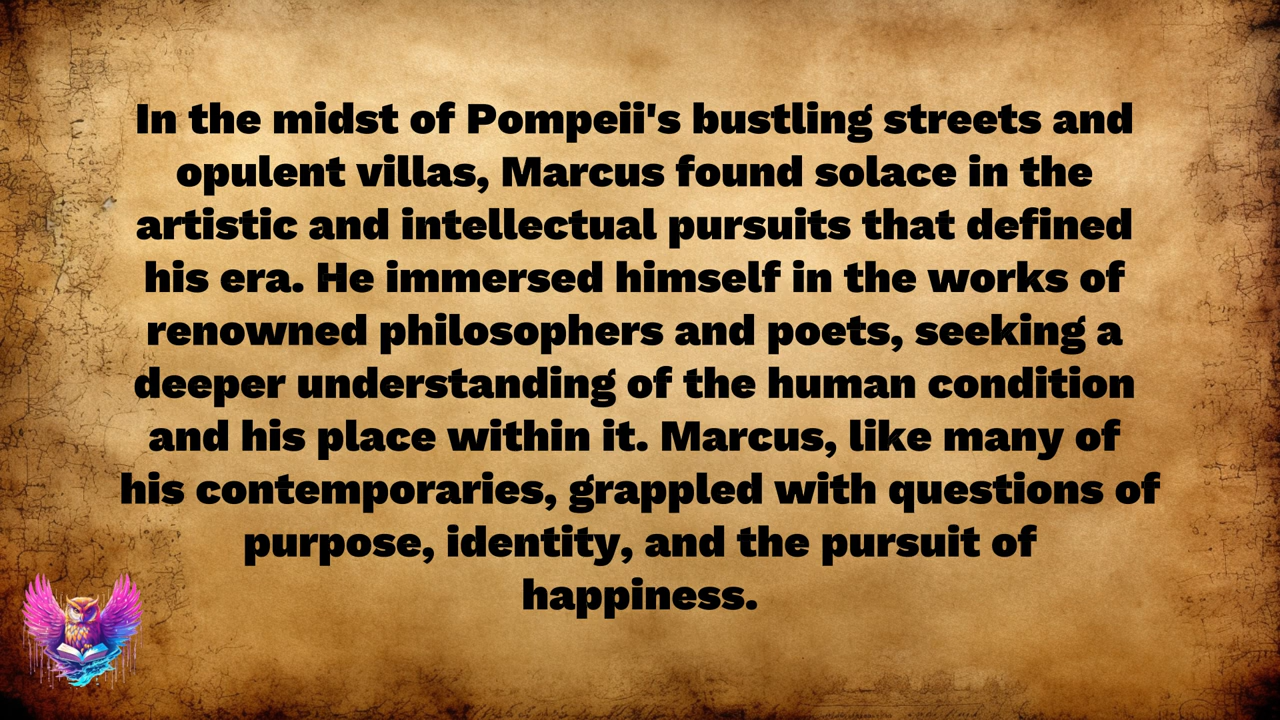 In the midst of Pompeii's bustling streets and
opulent villas, Marcus found solace in the
artistic and intellectual pursuits that defined
his era. He immersed himself in the works of
renowned philosophers and poets, seeking a
deeper understanding of the human condition
and his place within it. Marcus, like many of
his contemporaries, grappled with questions of
purpose, identity, and the pursuit of
happiness.